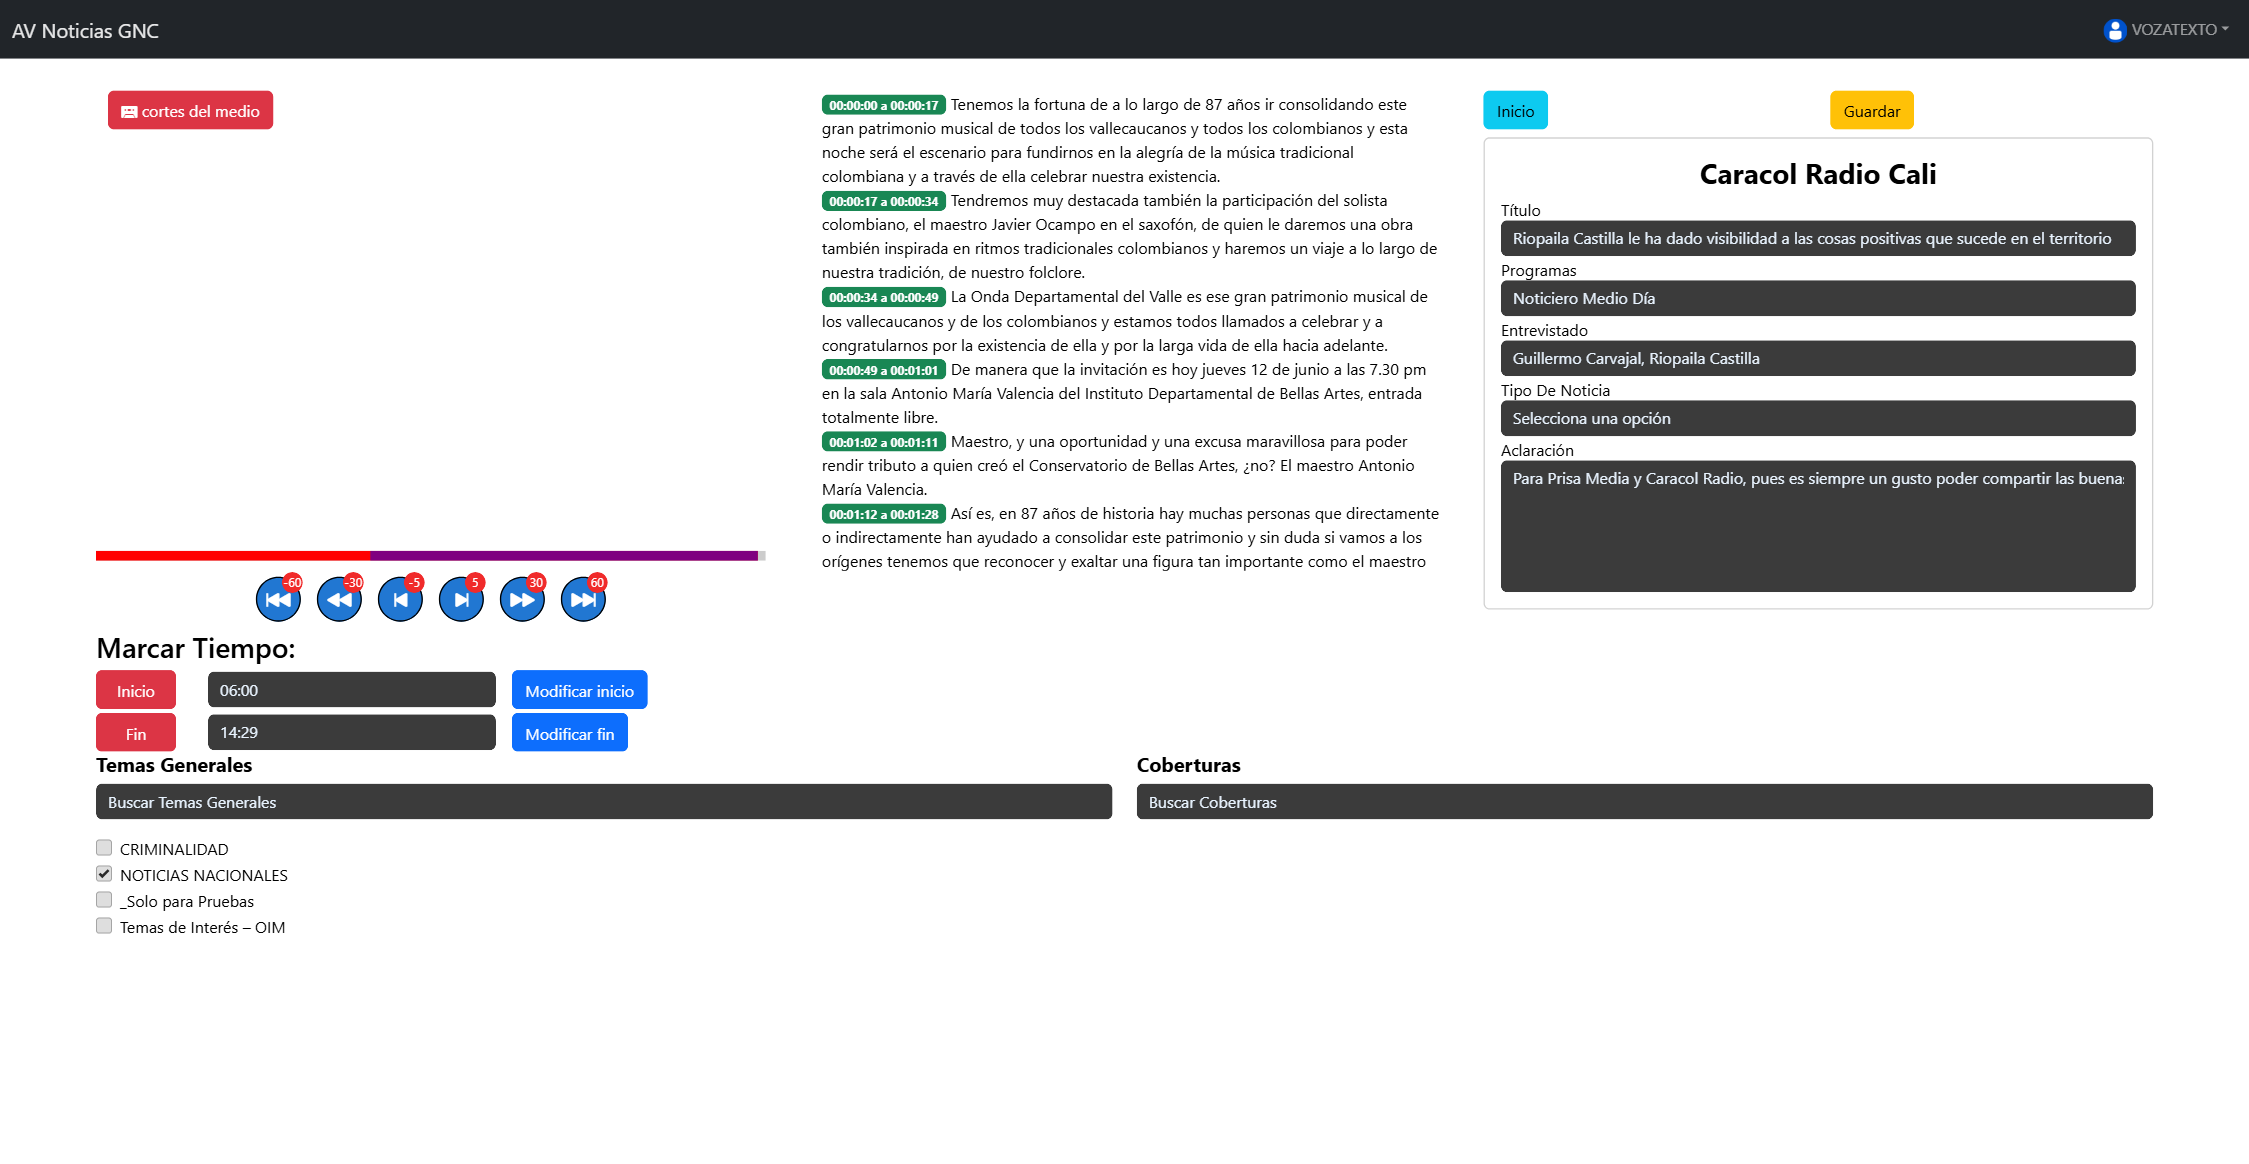 AV Noticias GNC
VOZATEXTO
cortes del medio
-60
-30
-5
5
30
60
Marcar Tiempo:
Inicio
06:00
Modificar inicio
Fin
14:29
Modificar fin
00:00:00 a 00:00:17 Tenemos la fortuna de a lo largo de 87 años ir consolidando este
gran patrimonio musical de todos los vallecaucanos y todos los colombianos y esta
noche será el escenario para fundirnos en la alegría de la música tradicional
colombiana y a través de ella celebrar nuestra existencia.
00:00:17 a 00:00:34 Tendremos muy destacada también la participación del solista
colombiano, el maestro Javier Ocampo en el saxofón, de quien le daremos una obra
también inspirada en ritmos tradicionales colombianos y haremos un viaje a lo largo de
nuestra tradición, de nuestro folclore.
00:00:34 a 00:00:49 La Onda Departamental del Valle es ese gran patrimonio musical de
los vallecaucanos y de los colombianos y estamos todos llamados a celebrar y a
congratularnos por la existencia de ella y por la larga vida de ella hacia adelante.
00:00:49 a 00:01:01 De manera que la invitación es hoy jueves 12 de junio a las 7.30 pm
en la sala Antonio María Valencia del Instituto Departamental de Bellas Artes, entrada
totalmente libre.
00:01:02 a 00:01:11 Maestro, y una oportunidad y una excusa maravillosa para poder
rendir tributo a quien creó el Conservatorio de Bellas Artes, ¿no? El maestro Antonio
María Valencia.
00:01:12 a 00:01:28 Así es, en 87 años de historia hay muchas personas que directamente
o indirectamente han ayudado a consolidar este patrimonio y sin duda si vamos a los
orígenes tenemos que reconocer y exaltar una figura tan importante como el maestro
Inicio
Guardar
Caracol Radio Cali
Título
Riopaila Castilla le ha dado visibilidad a las cosas positivas que sucede en el territorio
Programas
Noticiero Medio Día
Entrevistado
Guillermo Carvajal, Riopaila Castilla
Tipo De Noticia
Selecciona una opción
Aclaración
Para Prisa Media y Caracol Radio, pues es siempre un gusto poder compartir las buenas
Temas Generales
Buscar Temas Generales
CRIMINALIDAD
NOTICIAS NACIONALES
_Solo para Pruebas
Temas de Interés – OIM
Coberturas
Buscar Coberturas